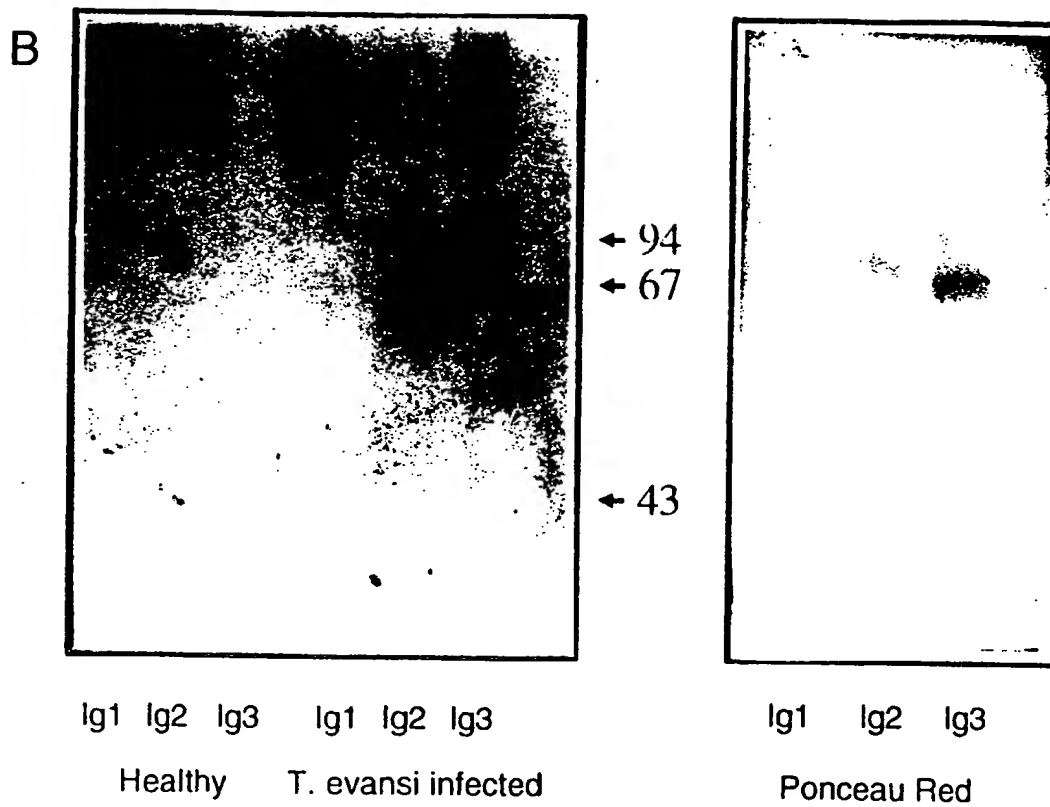 B
← 94
← 67
← 43
Ig1 Ig2 Ig3 Ig1 Ig2 Ig3
Healthy T. evansi infected
Ig1 Ig2 Ig3
Ponceau Red